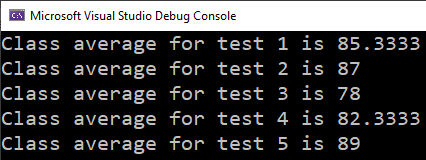 Microsoft Visual Studio Debug Console
Class average for test 1 is 85.3333
Class average for test 2 is 87
Class average for test 3 is 78
Class average for test 4 is 82.3333
Class average for test 5 is 89